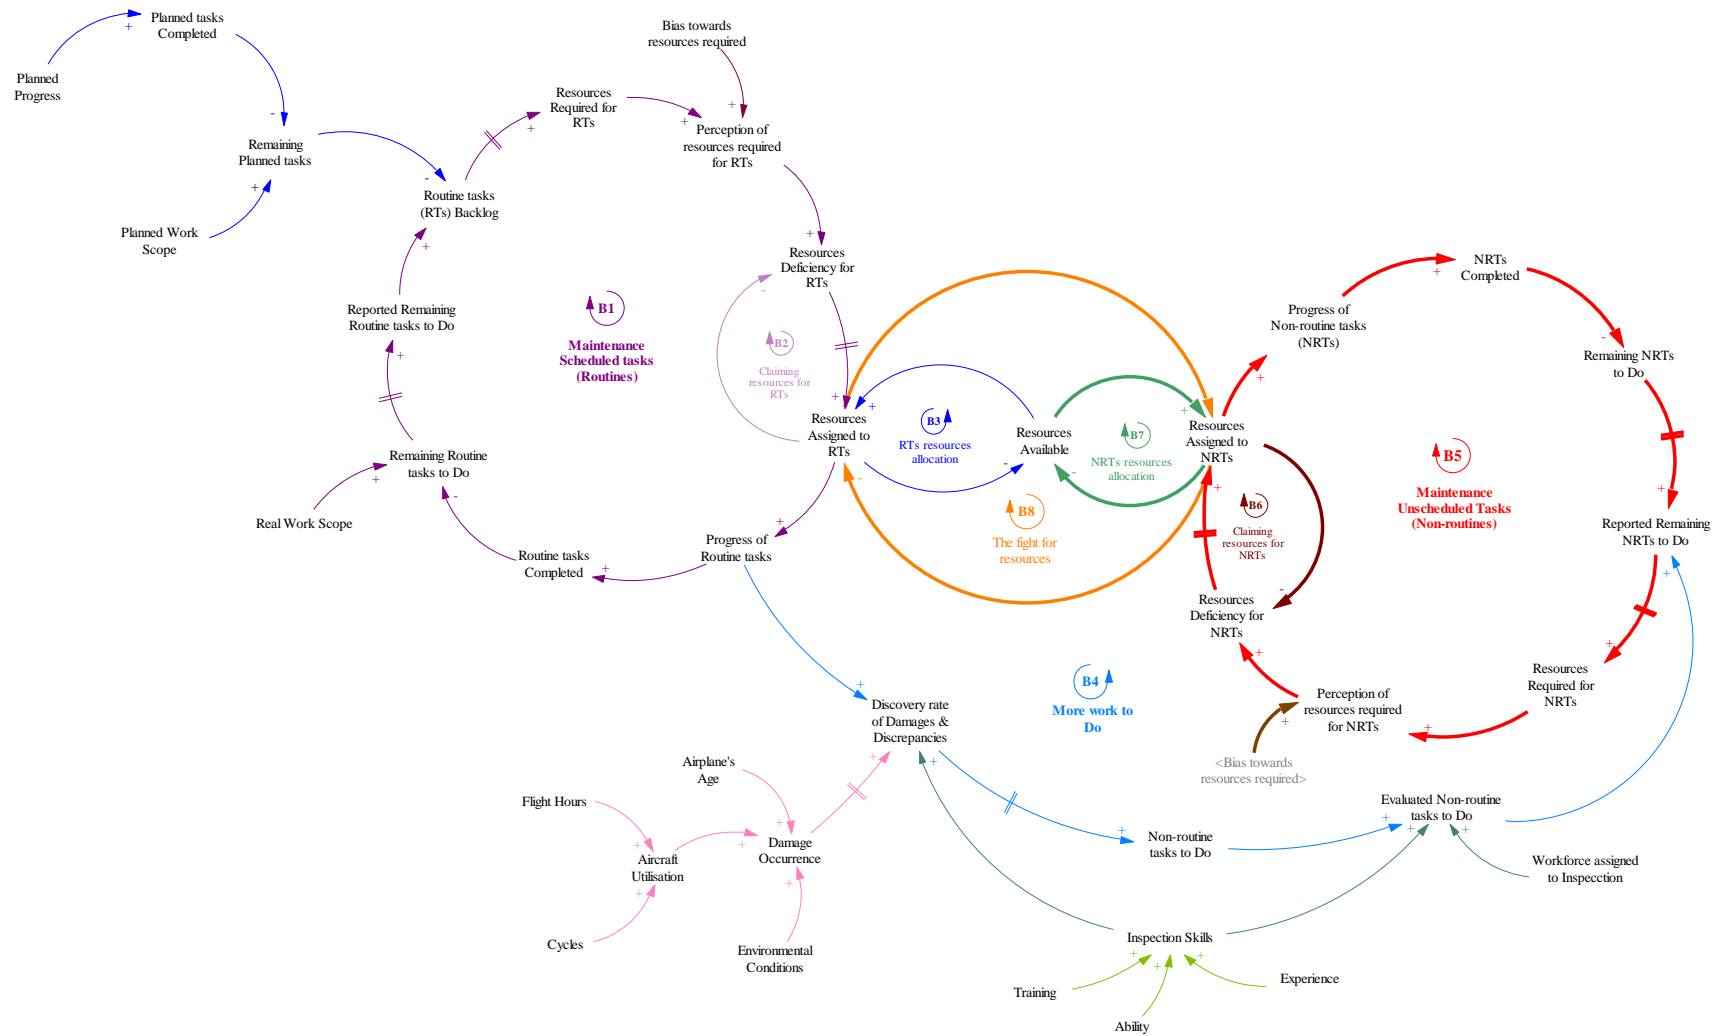 Planned tasks
Completed
Planned
Progress
Remaining
Planned tasks
Planned Work
Scope
Bias towards
resources required
Resources
Required for
RTs
Perception of
resources required
for RTs
Routine tasks
(RTs) Backlog
Resources
Deficiency for
RTs
Reported Remaining
Routine tasks to Do
B1
Maintenance
Scheduled tasks
(Routines)
B2
Claiming
resources for
RTs
Remaining Routine
tasks to Do
Real Work Scope
Routine tasks
Completed
Progress of
Routine tasks
Resources
Assigned to
RTs
B3
RTs resources
allocation
Resources
Available
B7
NRTs resources
allocation
Resources
Assigned to
NRTs
B8
The fight for
resources
B6
Claiming
resources for
NRTs
Progress of
Non-routine tasks
(NRTs)
NRTs
Completed
Remaining NRTs
to Do
B5
Maintenance
Unscheduled Tasks
(Non-routines)
Reported Remaining
NRTs to Do
Resources
Deficiency for
NRTs
Resources
Required for
NRTs
Perception of
resources required
for NRTs
<Bias towards
resources required>
B4
More work to
Do
Discovery rate
of Damages &
Discrepancies
Airplane's
Age
Flight Hours
Aircraft
Utilisation
Damage
Occurrence
Cycles
Environmental
Conditions
Non-routine
tasks to Do
Evaluated Non-routine
tasks to Do
Workforce assigned
to Inspecction
Inspection Skills
Training
Ability
Experience